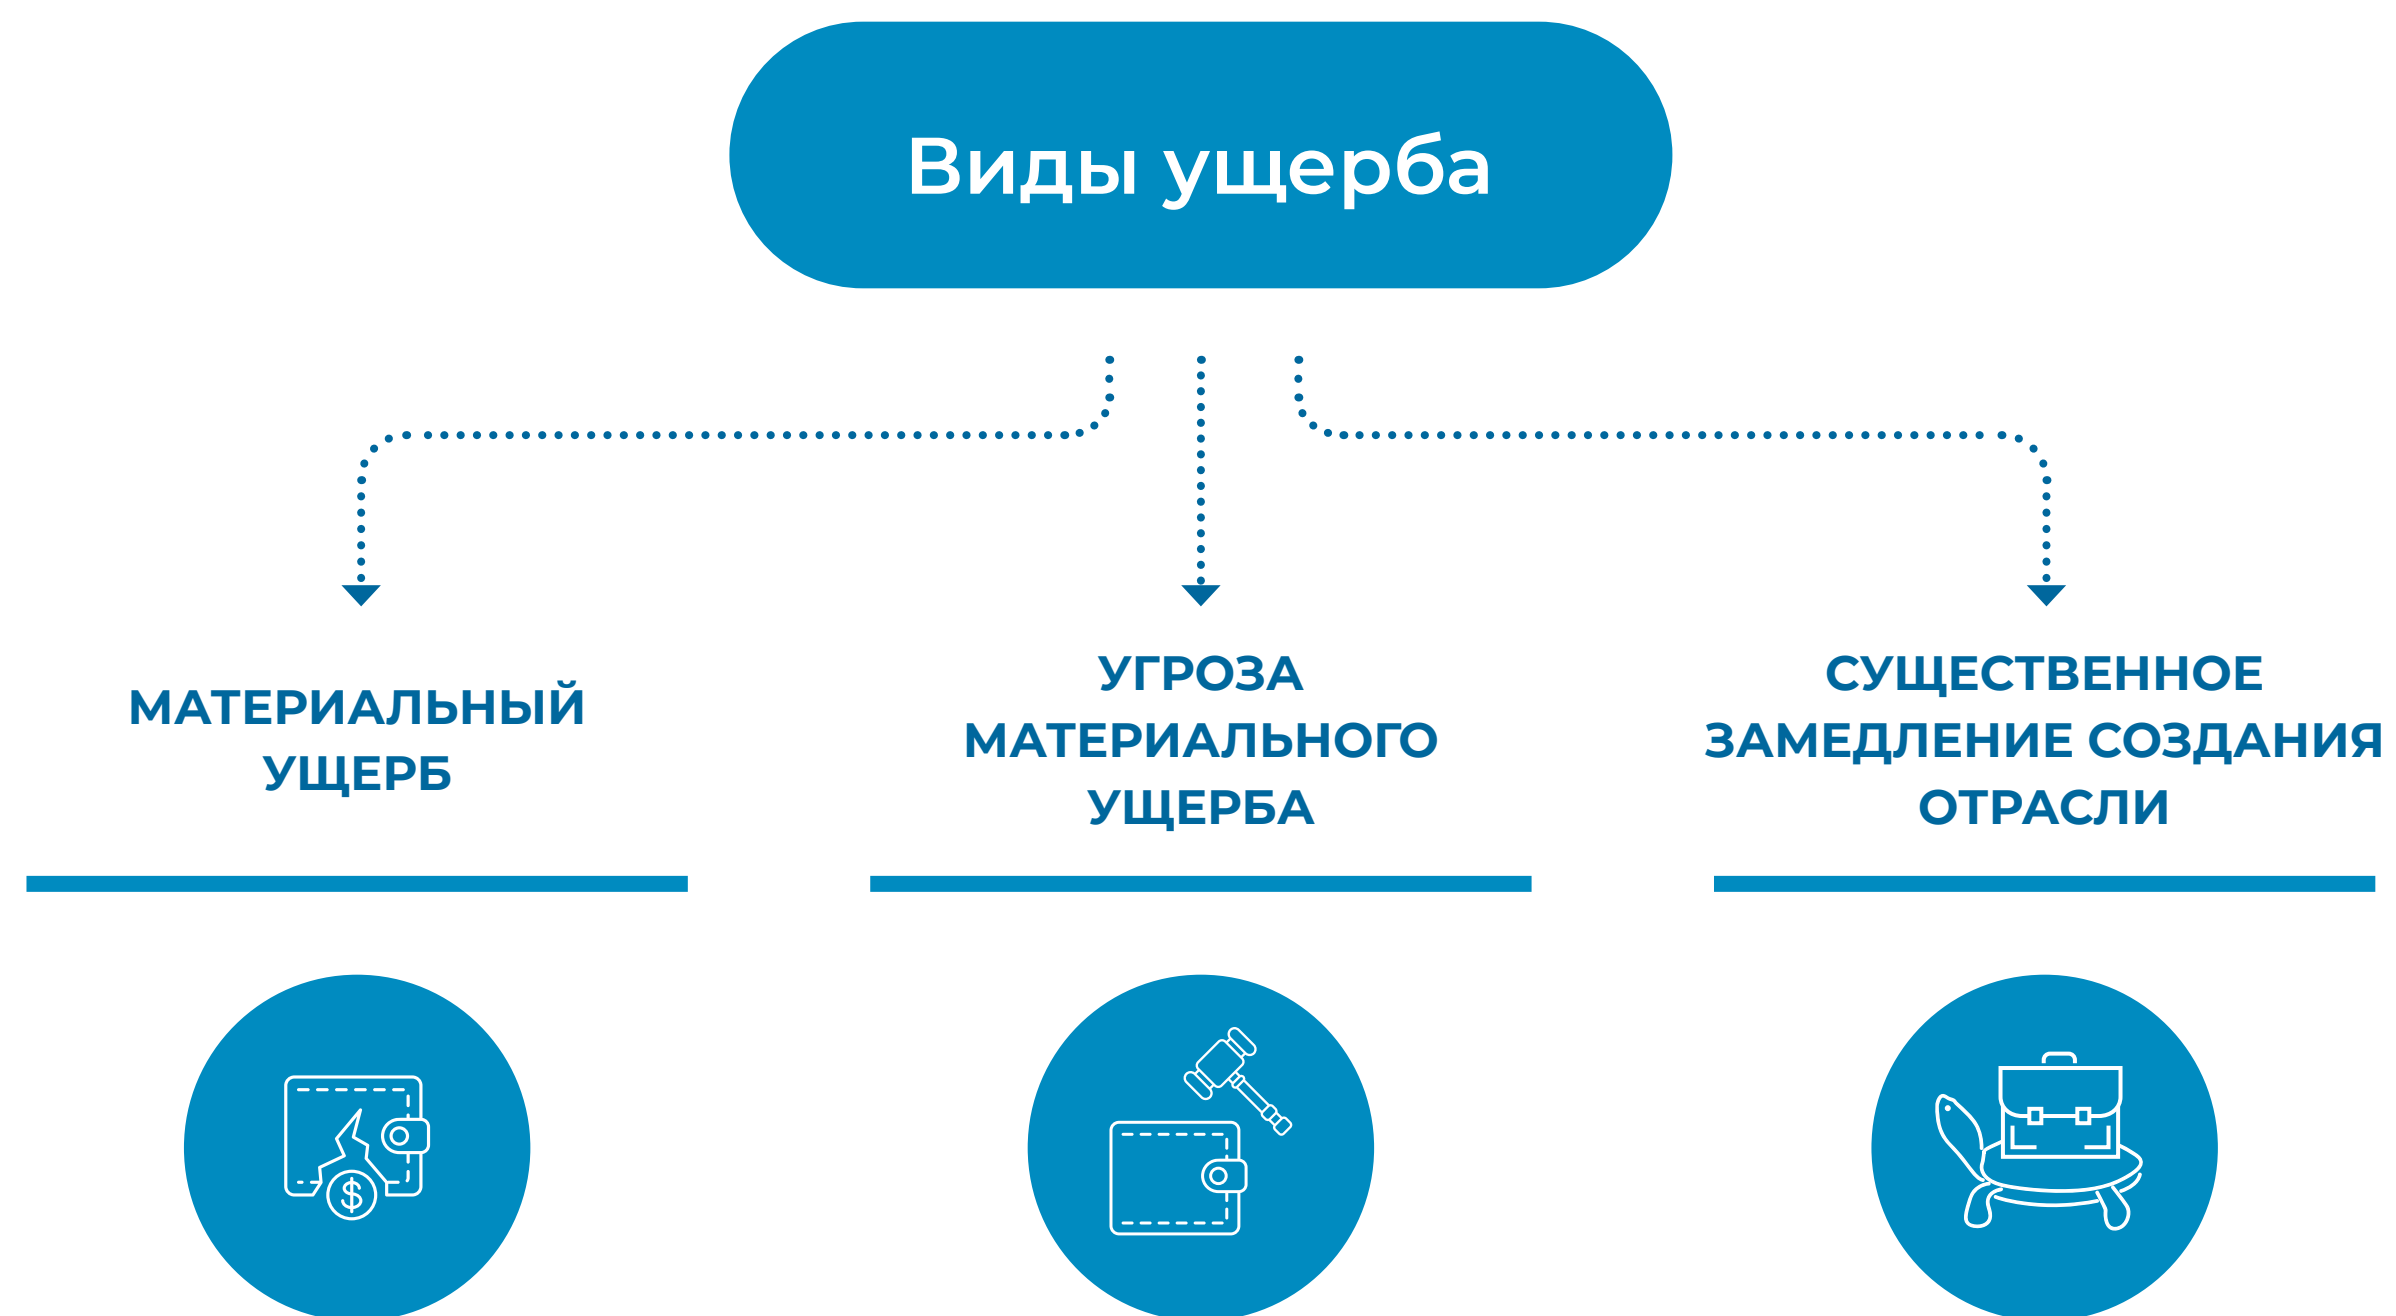 Виды ущерба
МАТЕРИАЛЬНЫЙ
УЩЕРБ
УГРОЗА
МАТЕРИАЛЬНОГО
УЩЕРБА
СУЩЕСТВЕННОЕ
ЗАМЕДЛЕНИЕ СОЗДАНИЯ
ОТРАСЛИ
$